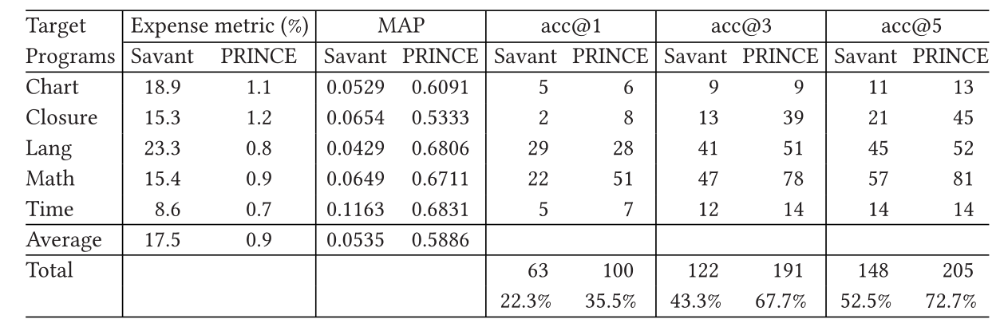 Target Expense metric (%) MAP acc@1 acc@3 acc@5
Programs Savant PRINCE Savant PRINCE Savant PRINCE Savant PRINCE Savant PRINCE
Chart 18.9 1.1 0.0529 0.6091 5 6 9 9 11 13
Closure 15.3 1.2 0.0654 0.5333 2 8 13 39 21 45
Lang 23.3 0.8 0.0429 0.6806 29 28 41 51 45 52
Math 15.4 0.9 0.0649 0.6711 22 51 47 78 57 81
Time 8.6 0.7 0.1163 0.6831 5 7 12 14 14 14
Average 17.5 0.9 0.0535 0.5886
Total 63 100 122 191 148 205
22.3% 35.5% 43.3% 67.7% 52.5% 72.7%